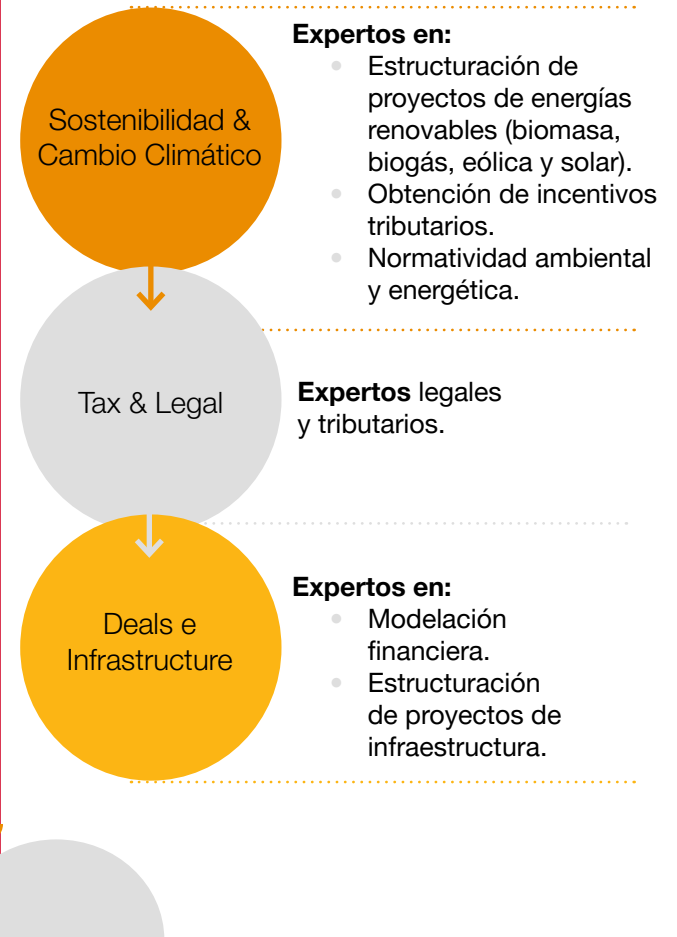 Sostenibilidad &
Cambio Climático
Expertos en:
Estructuración de
proyectos de energías
renovables (biomasa,
biogás, eólica y solar).
Obtención de incentivos
tributarios.
Normatividad ambiental
y energética.
Tax & Legal
Expertos legales
y tributarios.
Deals e
Infrastructure
Expertos en:
Modelación
financiera.
Estructuración
de proyectos de
infraestructura.